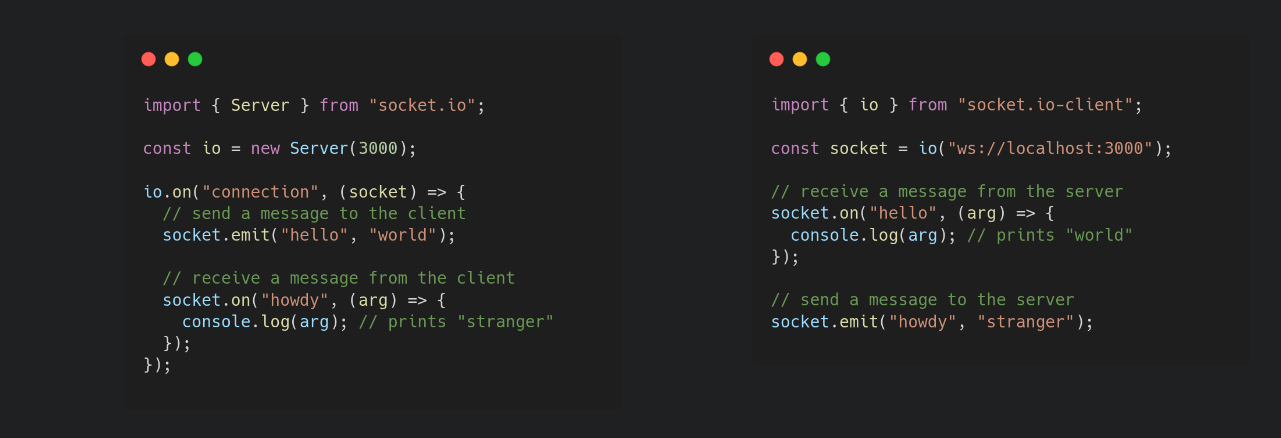 import { Server } from "socket.io";
const io = new Server(3000);
io.on("connection", (socket) => {
  // send a message to the client
  socket.emit("hello", "world");
  // receive a message from the client
  socket.on("howdy", (arg) => {
    console.log(arg); // prints "stranger"
  });
});
import { io } from "socket.io-client";
const socket = io("ws://localhost:3000");
// receive a message from the server
socket.on("hello", (arg) => {
  console.log(arg); // prints "world"
});
// send a message to the server
socket.emit("howdy", "stranger");